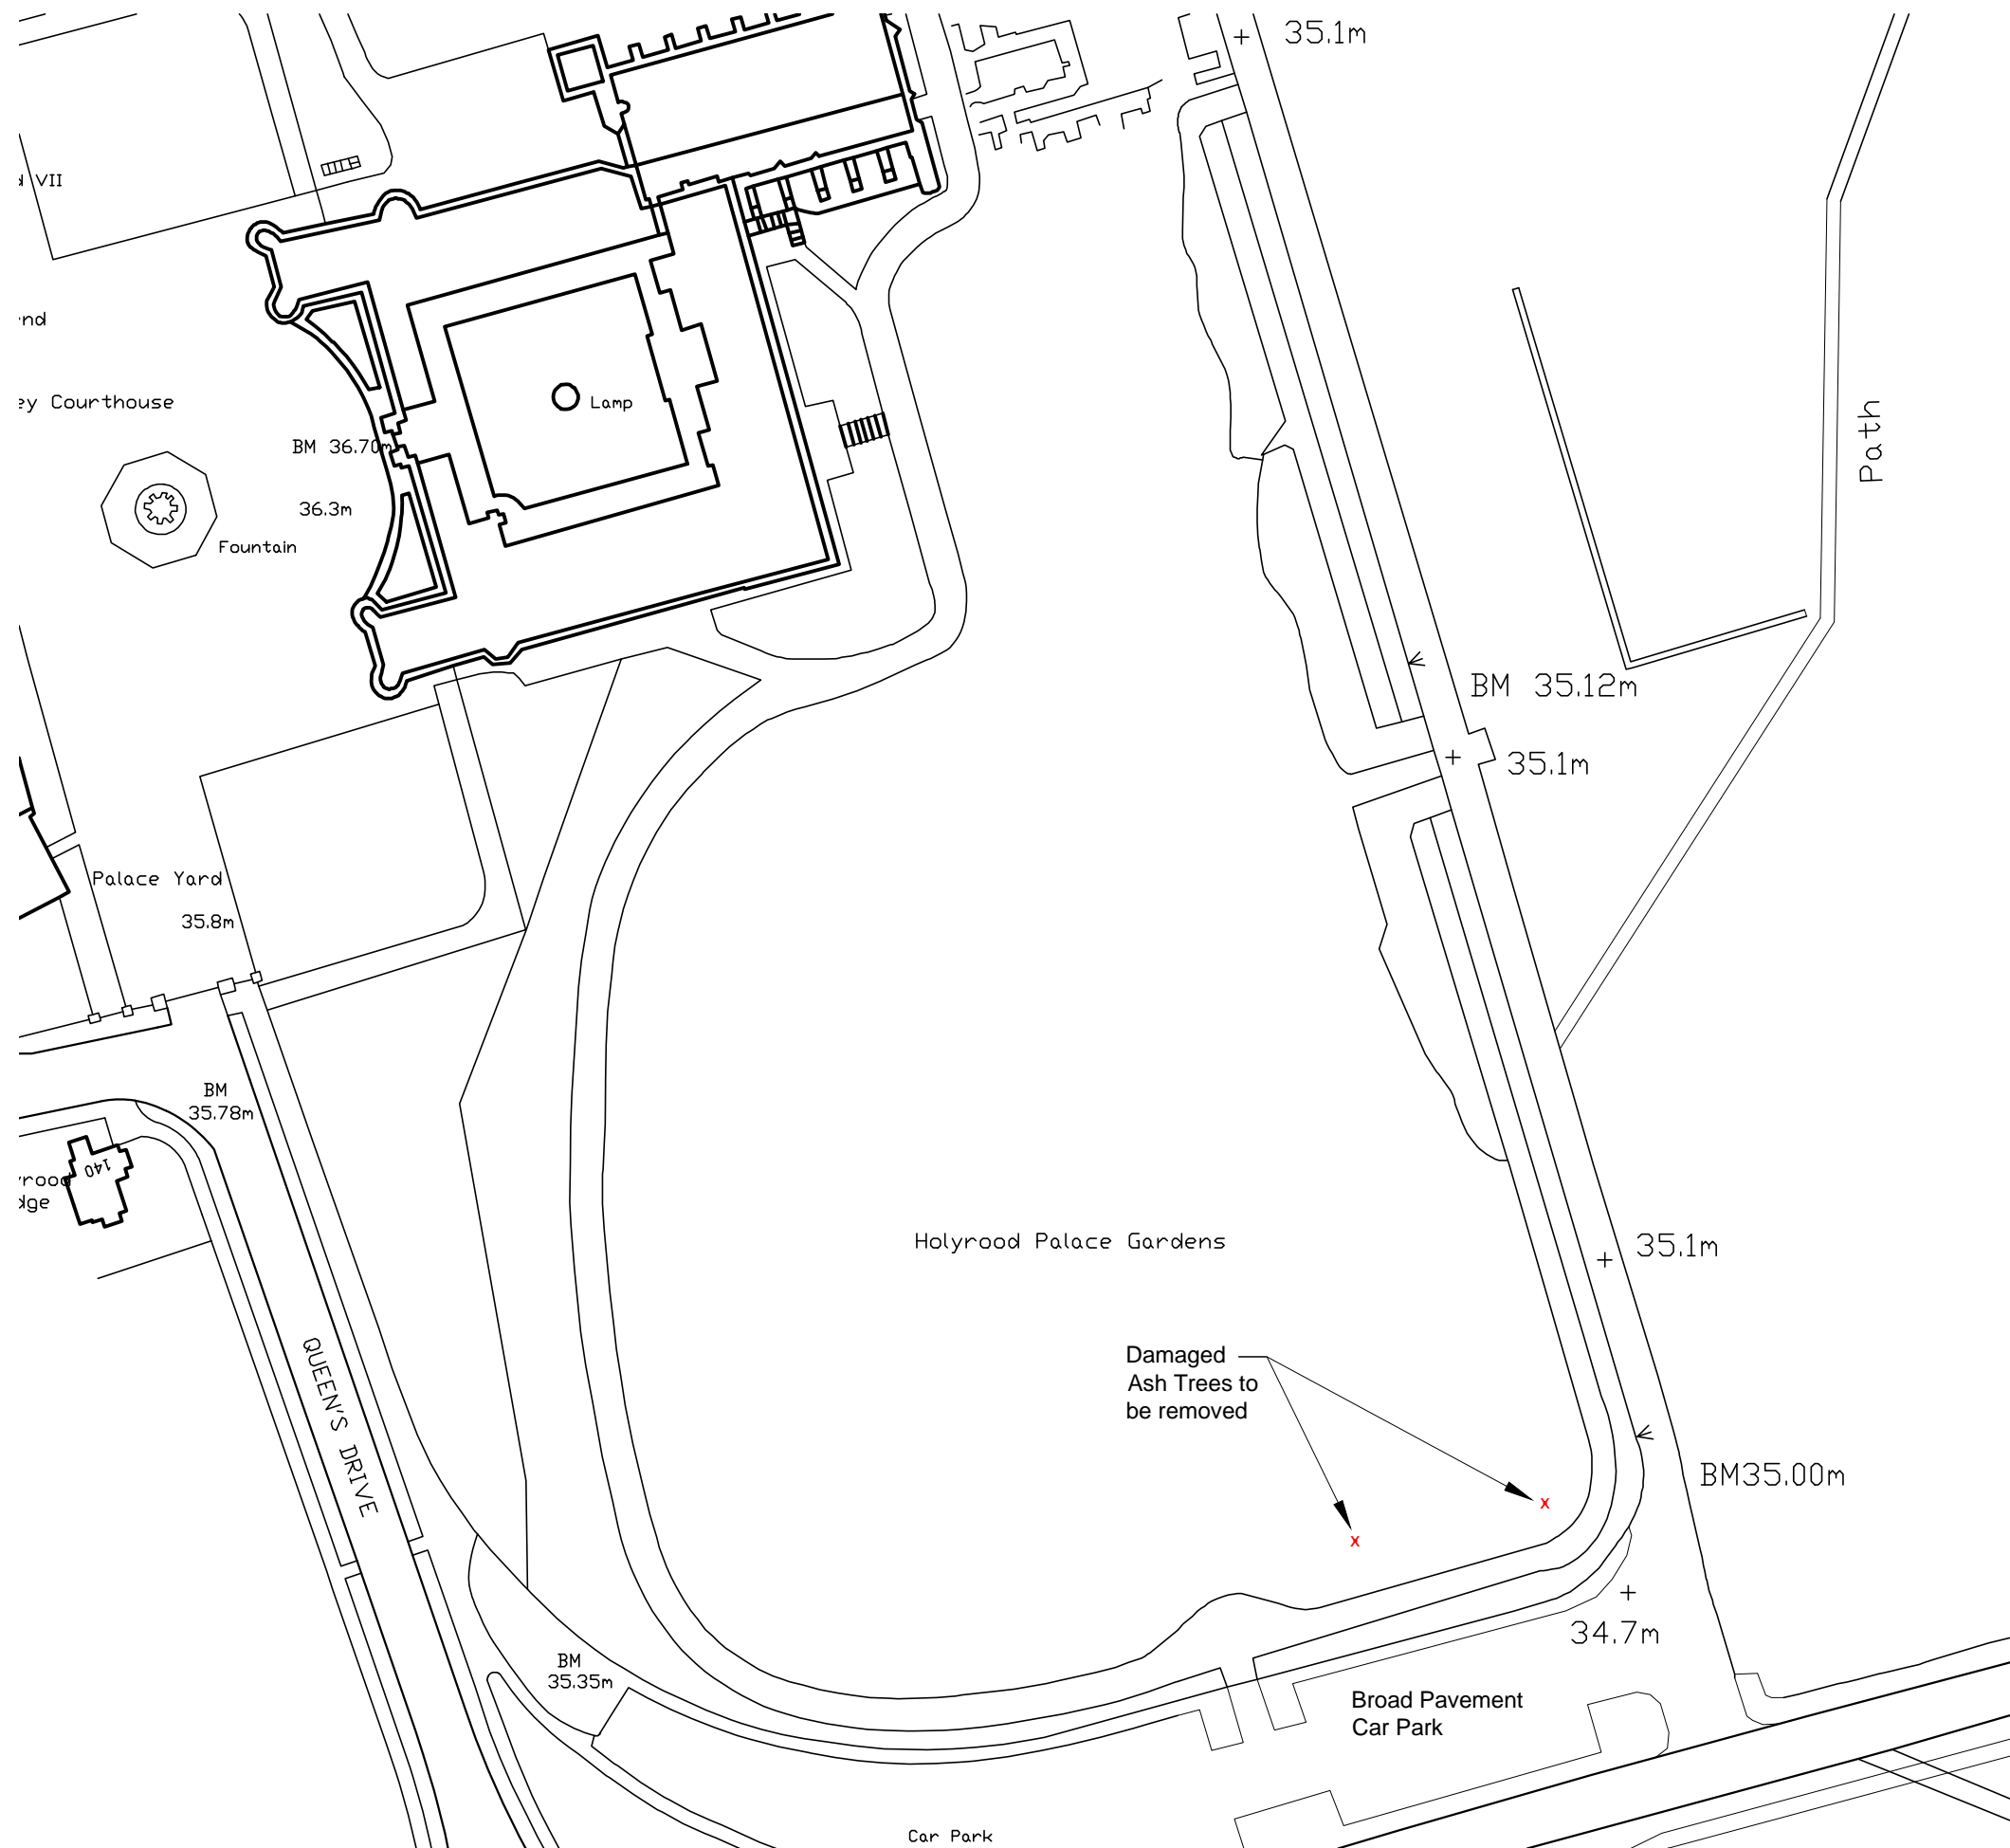 35.1m
VII
Courthouse
Lamp
BM 36.70m
36.3m
Fountain
Path
BM 35.12m
35.1m
Palace Yard
35.8m
BM
35.78m
140
Holyrood Palace Gardens
35.1m
QUEEN'S DRIVE
Damaged
Ash Trees to
be removed
BM35.00m
x
x
34.7m
BM
35.35m
Broad Pavement
Car Park
Car Park